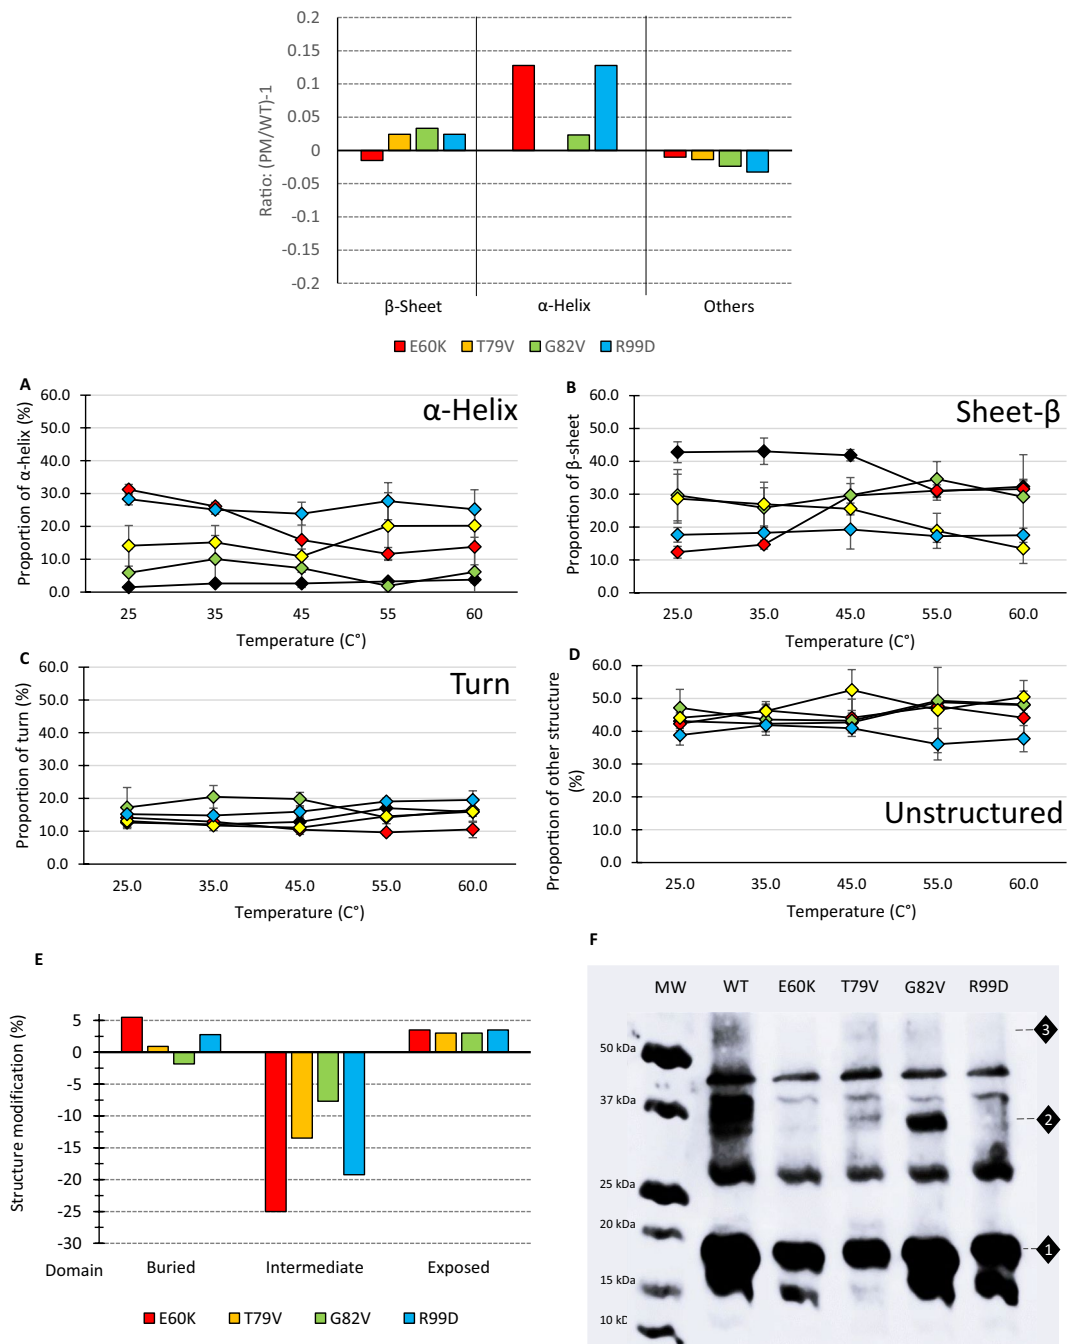 0.2
0.15
0.1
0.05
0
-0.05
-0.1
-0.15
-0.2
Ratio: (PM/WT)-1
β-Sheet
α-Helix
Others
E60K T79V G82V R99D
A
α-Helix
60.0
50.0
40.0
30.0
20.0
10.0
0.0
Proportion of α-helix (%)
25 35 45 55 60
Temperature (C°)
B
Sheet-β
60.0
50.0
40.0
30.0
20.0
10.0
0.0
Proportion of β-sheet
25.0 35.0 45.0 55.0 60.0
Temperature (C°)
C
Turn
60.0
50.0
40.0
30.0
20.0
10.0
0.0
Proportion of turn (%)
25.0 35.0 45.0 55.0 60.0
Temperature (C°)
D
60.0
50.0
40.0
30.0
20.0
10.0
0.0
Proportion of other structure
(%)
Unstructured
25.0 35.0 45.0 55.0 60.0
Temperature (C°)
E
5
0
-5
-10
-15
-20
-25
-30
Structure modification (%)
Domain Buried Intermediate Exposed
E60K T79V G82V R99D
F
MW WT E60K T79V G82V R99D
3
50 kDa
37 kDa
2
25 kDa
20 kDa
1
15 kDa
10 kD